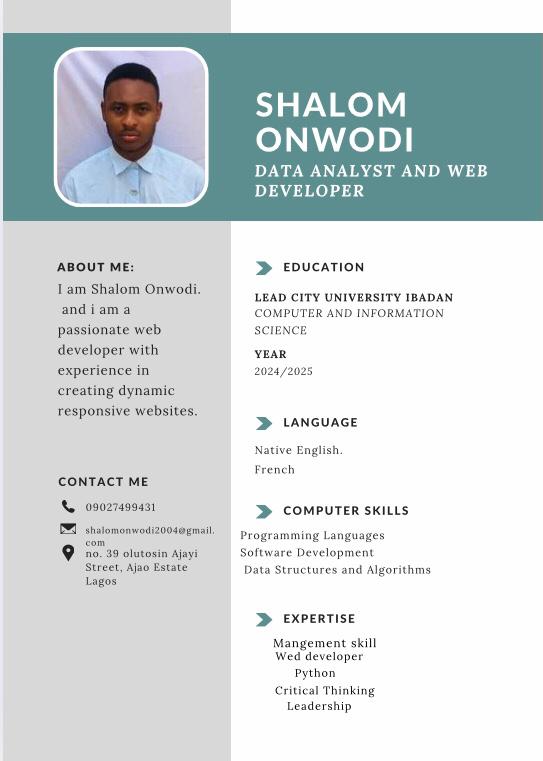 SHALOM
ONWODI
DATA ANALYST AND WEB
DEVELOPER
ABOUT ME:
I am Shalom Onwodi.
and i am a
passionate web
developer with
experience in
creating dynamic
responsive websites.
CONTACT ME
09027499431
shalomonwodi2004@gmail.
com
no. 39 olutosin Ajayi
Street, Ajao Estate
Lagos
EDUCATION
LEAD CITY UNIVERSITY IBADAN
COMPUTER AND INFORMATION
SCIENCE
YEAR
2024/2025
LANGUAGE
Native English.
French
COMPUTER SKILLS
Programming Languages
Software Development
Data Structures and Algorithms
EXPERTISE
Mangement skill
Wed developer
Python
Critical Thinking
Leadership